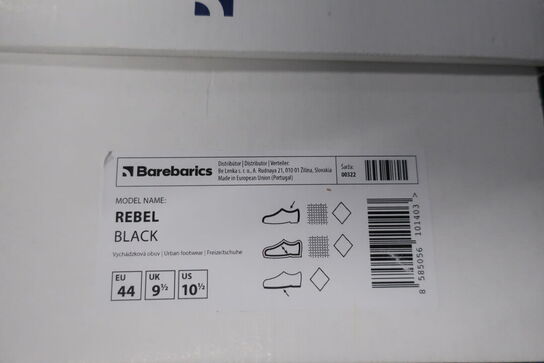 Barebarics
Distribútor | Distributor | Verteiler:
Be Lenka s. r. o., A. Rudnaya 21, 010 01 Žilina, Slovakia
Made in European Union (Portugal)
Šarža:
00322
MODEL NAME:
REBEL
BLACK
Vychádzková obuv | Urban footwear | Freizeitschuhe
EU UK US
44 9½ 10½
8 585056 101403 >